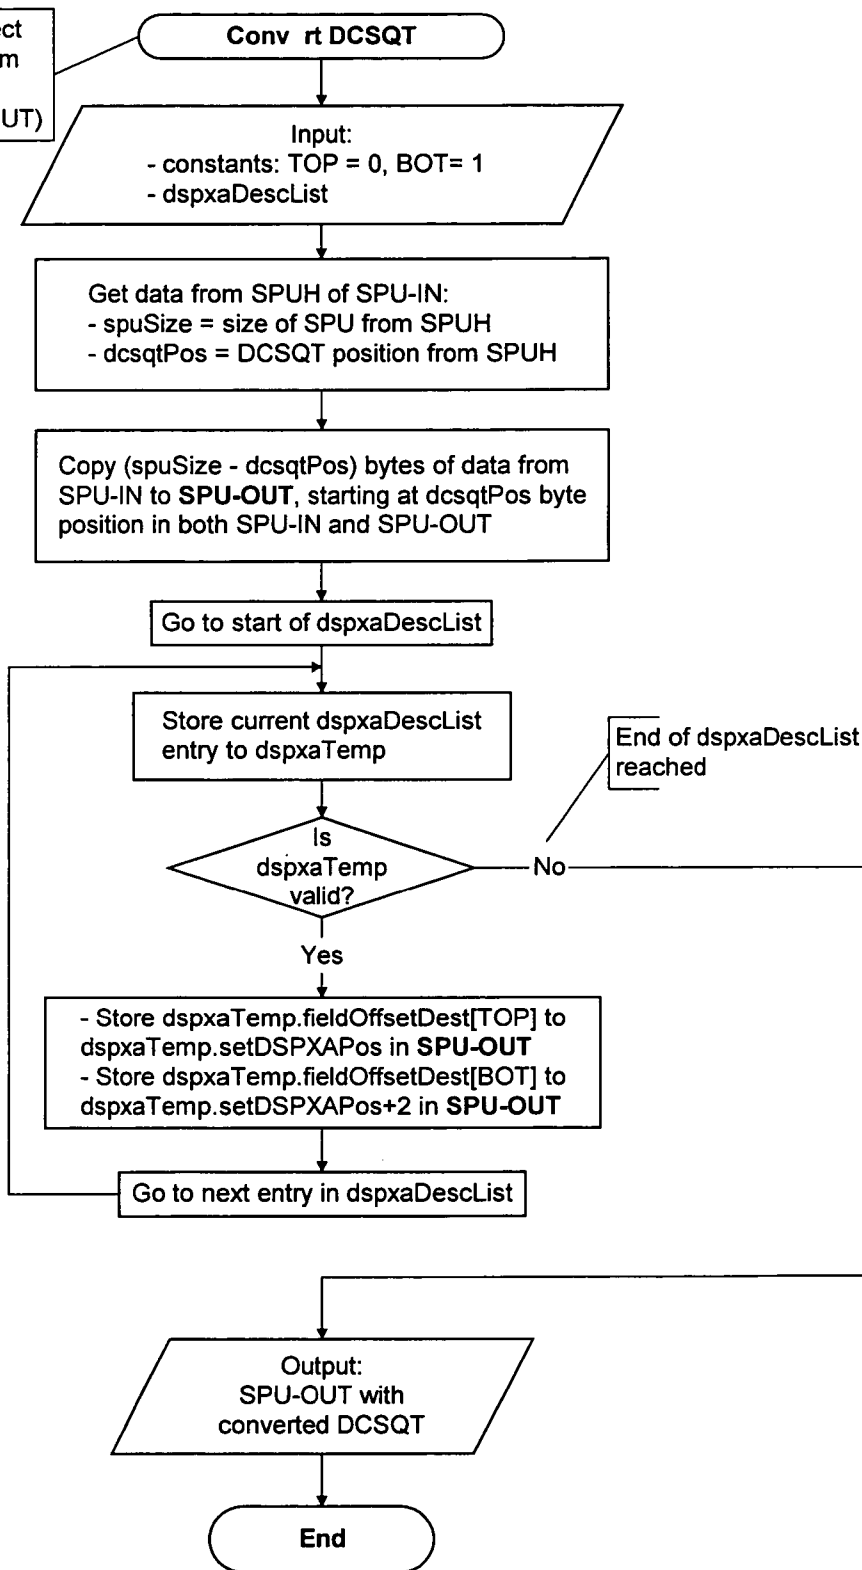 ect
m
UT)
Conv rt DCSQT
Input:
- constants: TOP = 0, BOT= 1
- dspxaDescList
Get data from SPUH of SPU-IN:
- spuSize = size of SPU from SPUH
- dcsqtPos = DCSQT position from SPUH
Copy (spuSize - dcsqtPos) bytes of data from
SPU-IN to SPU-OUT, starting at dcsqtPos byte
position in both SPU-IN and SPU-OUT
Go to start of dspxaDescList
Store current dspxaDescList
entry to dspxaTemp
End of dspxaDescList
reached
Is
dspxaTemp
valid?
No
Yes
- Store dspxaTemp.fieldOffsetDest[TOP] to
dspxaTemp.setDSPXAPos in SPU-OUT
- Store dspxaTemp.fieldOffsetDest[BOT] to
dspxaTemp.setDSPXAPos+2 in SPU-OUT
Go to next entry in dspxaDescList
Output:
SPU-OUT with
converted DCSQT
End